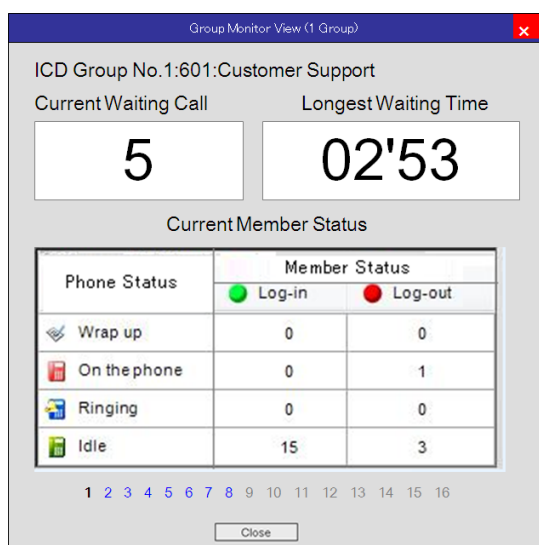 Group Monitor View (1 Group)
×
ICD Group No.1:601:Customer Support
Current Waiting Call Longest Waiting Time
5 02'53
Current Member Status
Phone Status Member Status
Log-in Log-out
Wrap up 0 0
On the phone 0 1
Ringing 0 0
Idle 15 3
1 2 3 4 5 6 7 8 9 10 11 12 13 14 15 16
Close